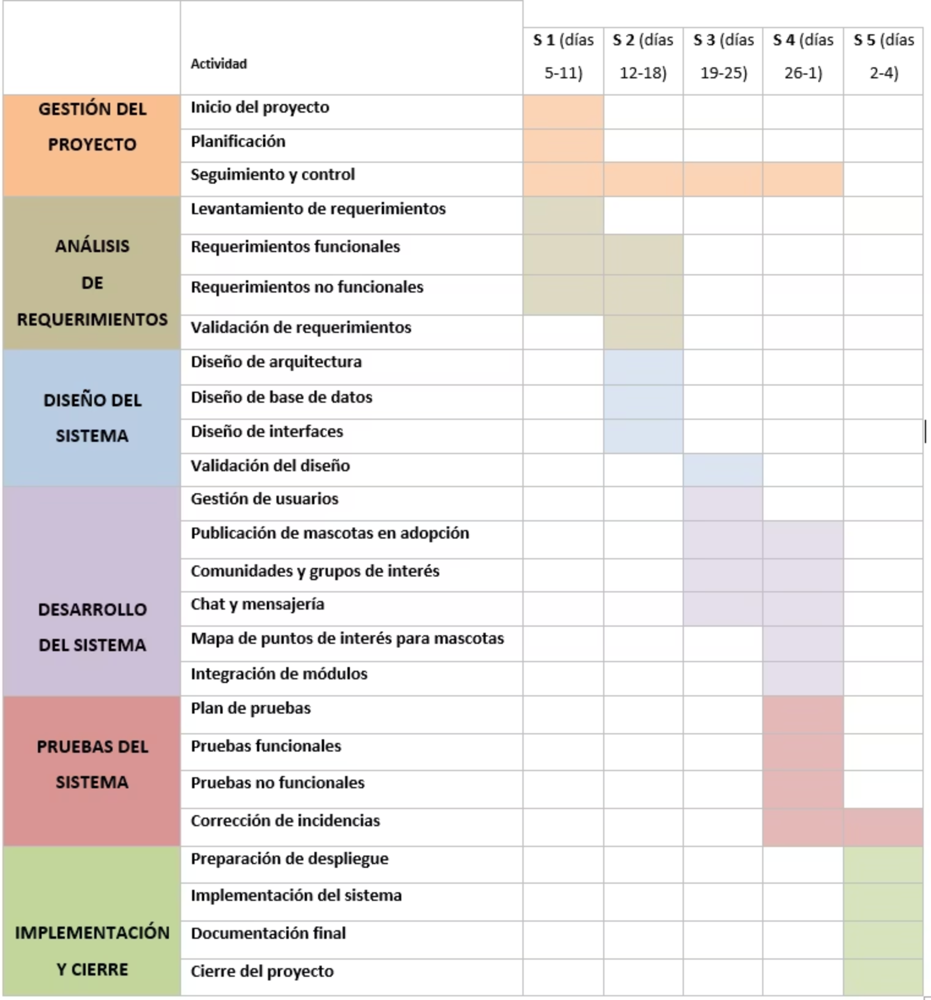 Actividad
S 1 (días
5-11)
S 2 (días
12-18)
S 3 (días
19-25)
S 4 (días
26-1)
S 5 (días
2-4)
GESTIÓN DEL
PROYECTO
Inicio del proyecto
Planificación
Seguimiento y control
ANÁLISIS
DE
REQUERIMIENTOS
Levantamiento de requerimientos
Requerimientos funcionales
Requerimientos no funcionales
Validación de requerimientos
DISEÑO DEL
SISTEMA
Diseño de arquitectura
Diseño de base de datos
Diseño de interfaces
Validación del diseño
DESARROLLO
DEL SISTEMA
Gestión de usuarios
Publicación de mascotas en adopción
Comunidades y grupos de interés
Chat y mensajería
Mapa de puntos de interés para mascotas
Integración de módulos
PRUEBAS DEL
SISTEMA
Plan de pruebas
Pruebas funcionales
Pruebas no funcionales
Corrección de incidencias
IMPLEMENTACIÓN
Y CIERRE
Preparación de despliegue
Implementación del sistema
Documentación final
Cierre del proyecto